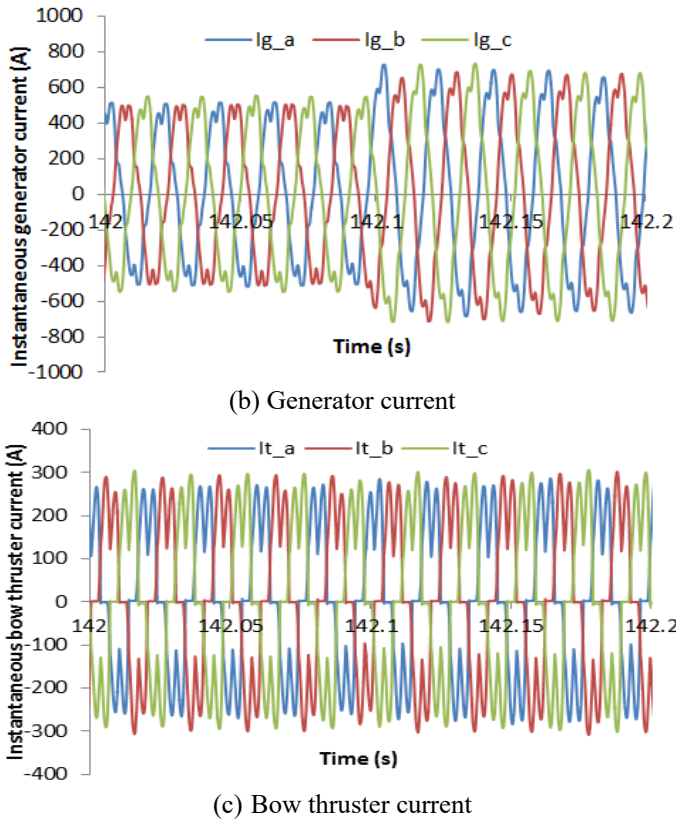 Instantaneous generator current (A)
Ig_a Ig_b Ig_c
1000
800
600
400
200
0
-200
-400
-600
-800
-1000
142 142.05 142.1 142.15 142.2
Time (s)
(b) Generator current
Instantaneous bow thruster current (A)
It_a It_b It_c
400
300
200
100
0
-100
-200
-300
-400
142 142.05 142.1 142.15 142.2
Time (s)
(c) Bow thruster current